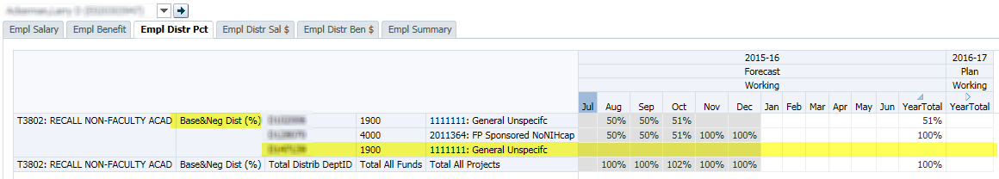 Empl Salary Empl Benefit Empl Distr Pct Empl Distr Sal $ Empl Distr Ben $ Empl Summary
2015-16 2016-17
Forecast Plan
Working Working
Jul Aug Sep Oct Nov Dec Jan Feb Mar Apr May Jun YearTotal YearTotal
T3802: RECALL NON-FACULTY ACAD Base&Neg Dist (%) 1900 1111111: General Unspecifc 50% 50% 51% 51%
4000 2011364: FP Sponsored NoNIHcap 50% 50% 51% 100% 100% 100%
1900 1111111: General Unspecifc
T3802: RECALL NON-FACULTY ACAD Base&Neg Dist (%) Total Distrib DeptID Total All Funds Total All Projects 100% 100% 102% 100% 100% 100%